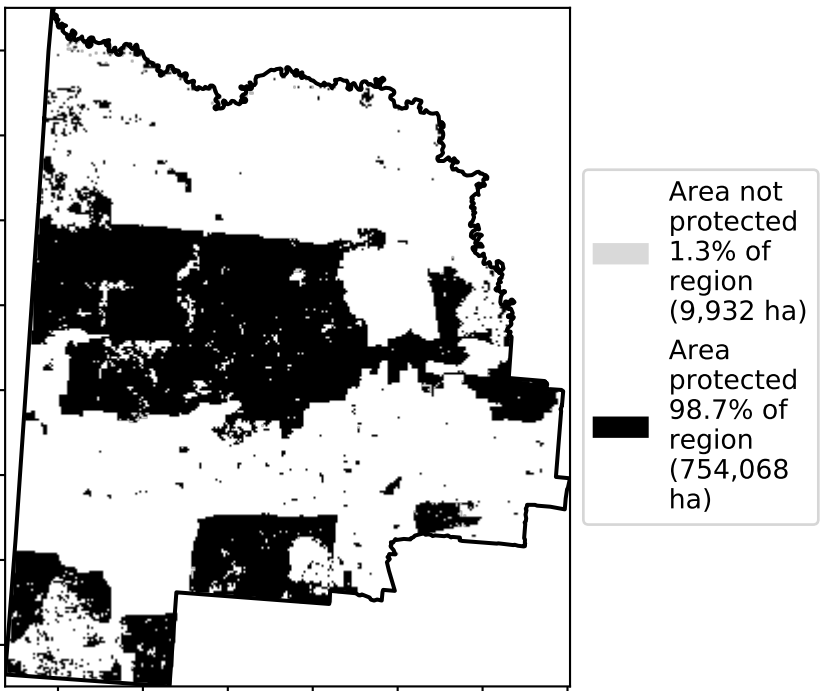 Area not
protected
1.3% of
region
(9,932 ha)
Area
protected
98.7% of
region
(754,068
ha)